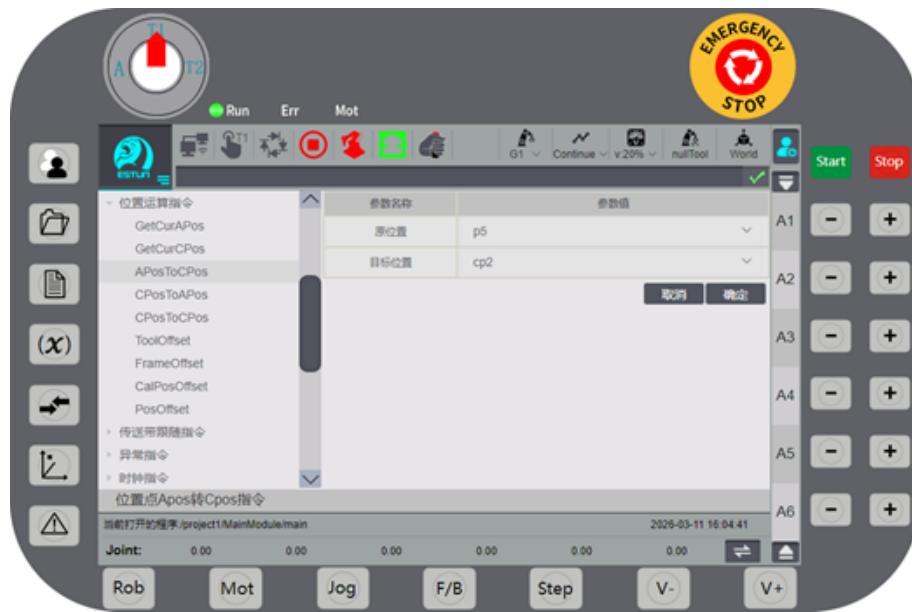 T1
A
T2
EMERGENCY
STOP
Run
Err
Mot
T1
G1
Continue
v:20%
nullTool
World
ESTUN
Start
Stop
位置运算指令
GetCurAPos
GetCurCPos
APosToCPos
CPosToAPos
CPosToCPos
ToolOffset
FrameOffset
CalPosOffset
PosOffset
传送带跟随指令
异常指令
时钟指令
参数名称 参数值
原位置 p5
目标位置 cp2
取消 确定
A1
A2
A3
A4
A5
A6
(x)
位置点Apos转Cpos指令
当前打开的程序:/project1/MainModule/main 2026-03-11 16:04:41
Joint: 0.00 0.00 0.00 0.00 0.00 0.00
Rob Mot Jog F/B Step V- V+